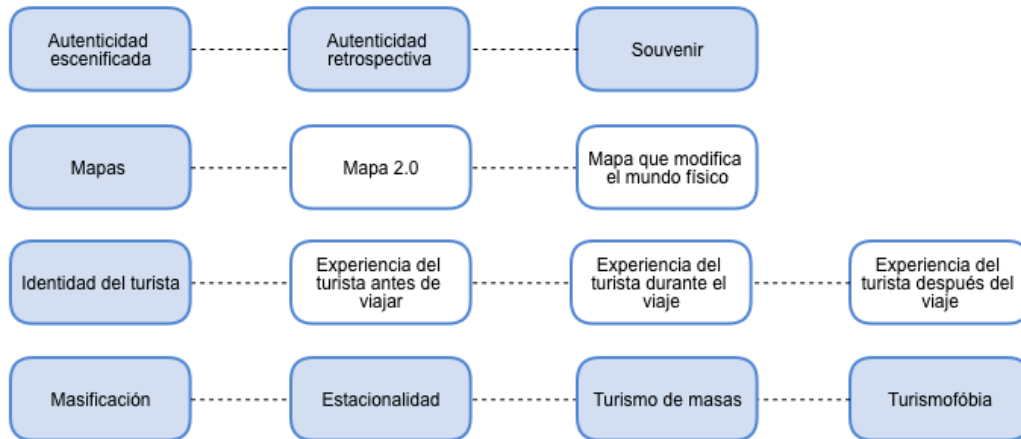 Autenticidad
escenificada
Autenticidad
retrospectiva
Souvenir
Mapas
Mapa 2.0
Mapa que modifica
el mundo físico
Identidad del turista
Experiencia del
turista antes de
viajar
Experiencia del
turista durante el
viaje
Experiencia del
turista después del
viaje
Masificación
Estacionalidad
Turismo de masas
Turismofóbia